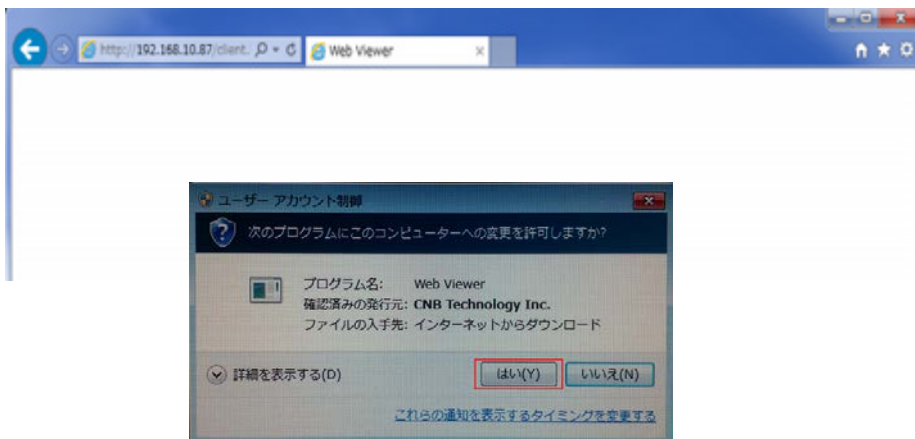 http://192.168.10.87/client. Web Viewer
ユーザー アカウント制御
次のプログラムにこのコンピューターへの変更を許可しますか?
プログラム名: Web Viewer
確認済みの発行元: CNB Technology Inc.
ファイルの入手先: インターネットからダウンロード
詳細を表示する(D) はい(Y) いいえ(N)
これらの通知を表示するタイミングを変更する